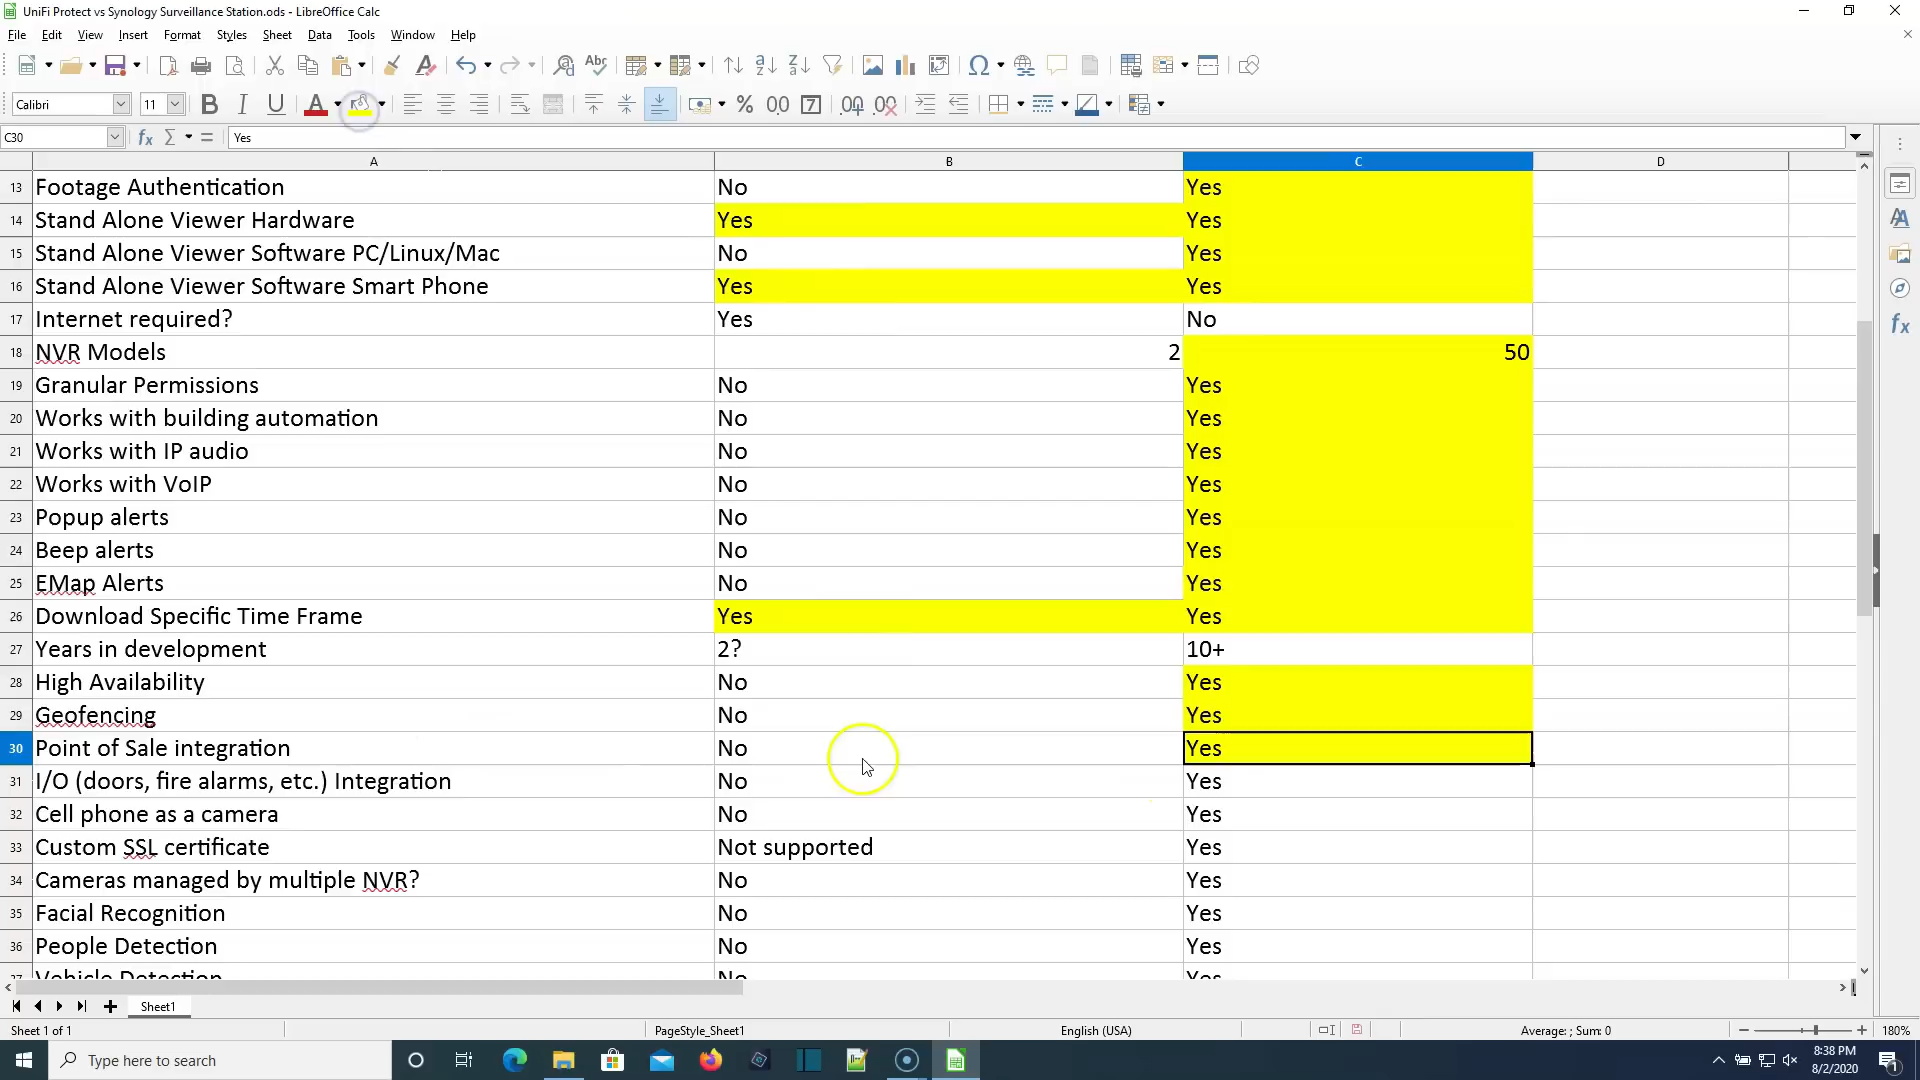 UniFi Protect vs Synology Surveillance Station.ods - LibreOffice Calc
File Edit View Insert Format Styles Sheet Data Tools Window Help
Calibri 11
C30 Yes
A B C D
13 Footage Authentication No Yes
14 Stand Alone Viewer Hardware Yes Yes
15 Stand Alone Viewer Software PC/Linux/Mac No Yes
16 Stand Alone Viewer Software Smart Phone Yes Yes
17 Internet required? Yes No
18 NVR Models 2 50
19 Granular Permissions No Yes
20 Works with building automation No Yes
21 Works with IP audio No Yes
22 Works with VoIP No Yes
23 Popup alerts No Yes
24 Beep alerts No Yes
25 EMap Alerts No Yes
26 Download Specific Time Frame Yes Yes
27 Years in development 2? 10+
28 High Availability No Yes
29 Geofencing No Yes
30 Point of Sale integration No Yes
31 I/O (doors, fire alarms, etc.) Integration No Yes
32 Cell phone as a camera No Yes
33 Custom SSL certificate Not supported Yes
34 Cameras managed by multiple NVR? No Yes
35 Facial Recognition No Yes
36 People Detection No Yes
37 Vehicle Detection No Yes
Sheet1
Sheet 1 of 1 PageStyle_Sheet1 English (USA) Average: ; Sum: 0 180%
Type here to search
8:38 PM
8/2/2020
1